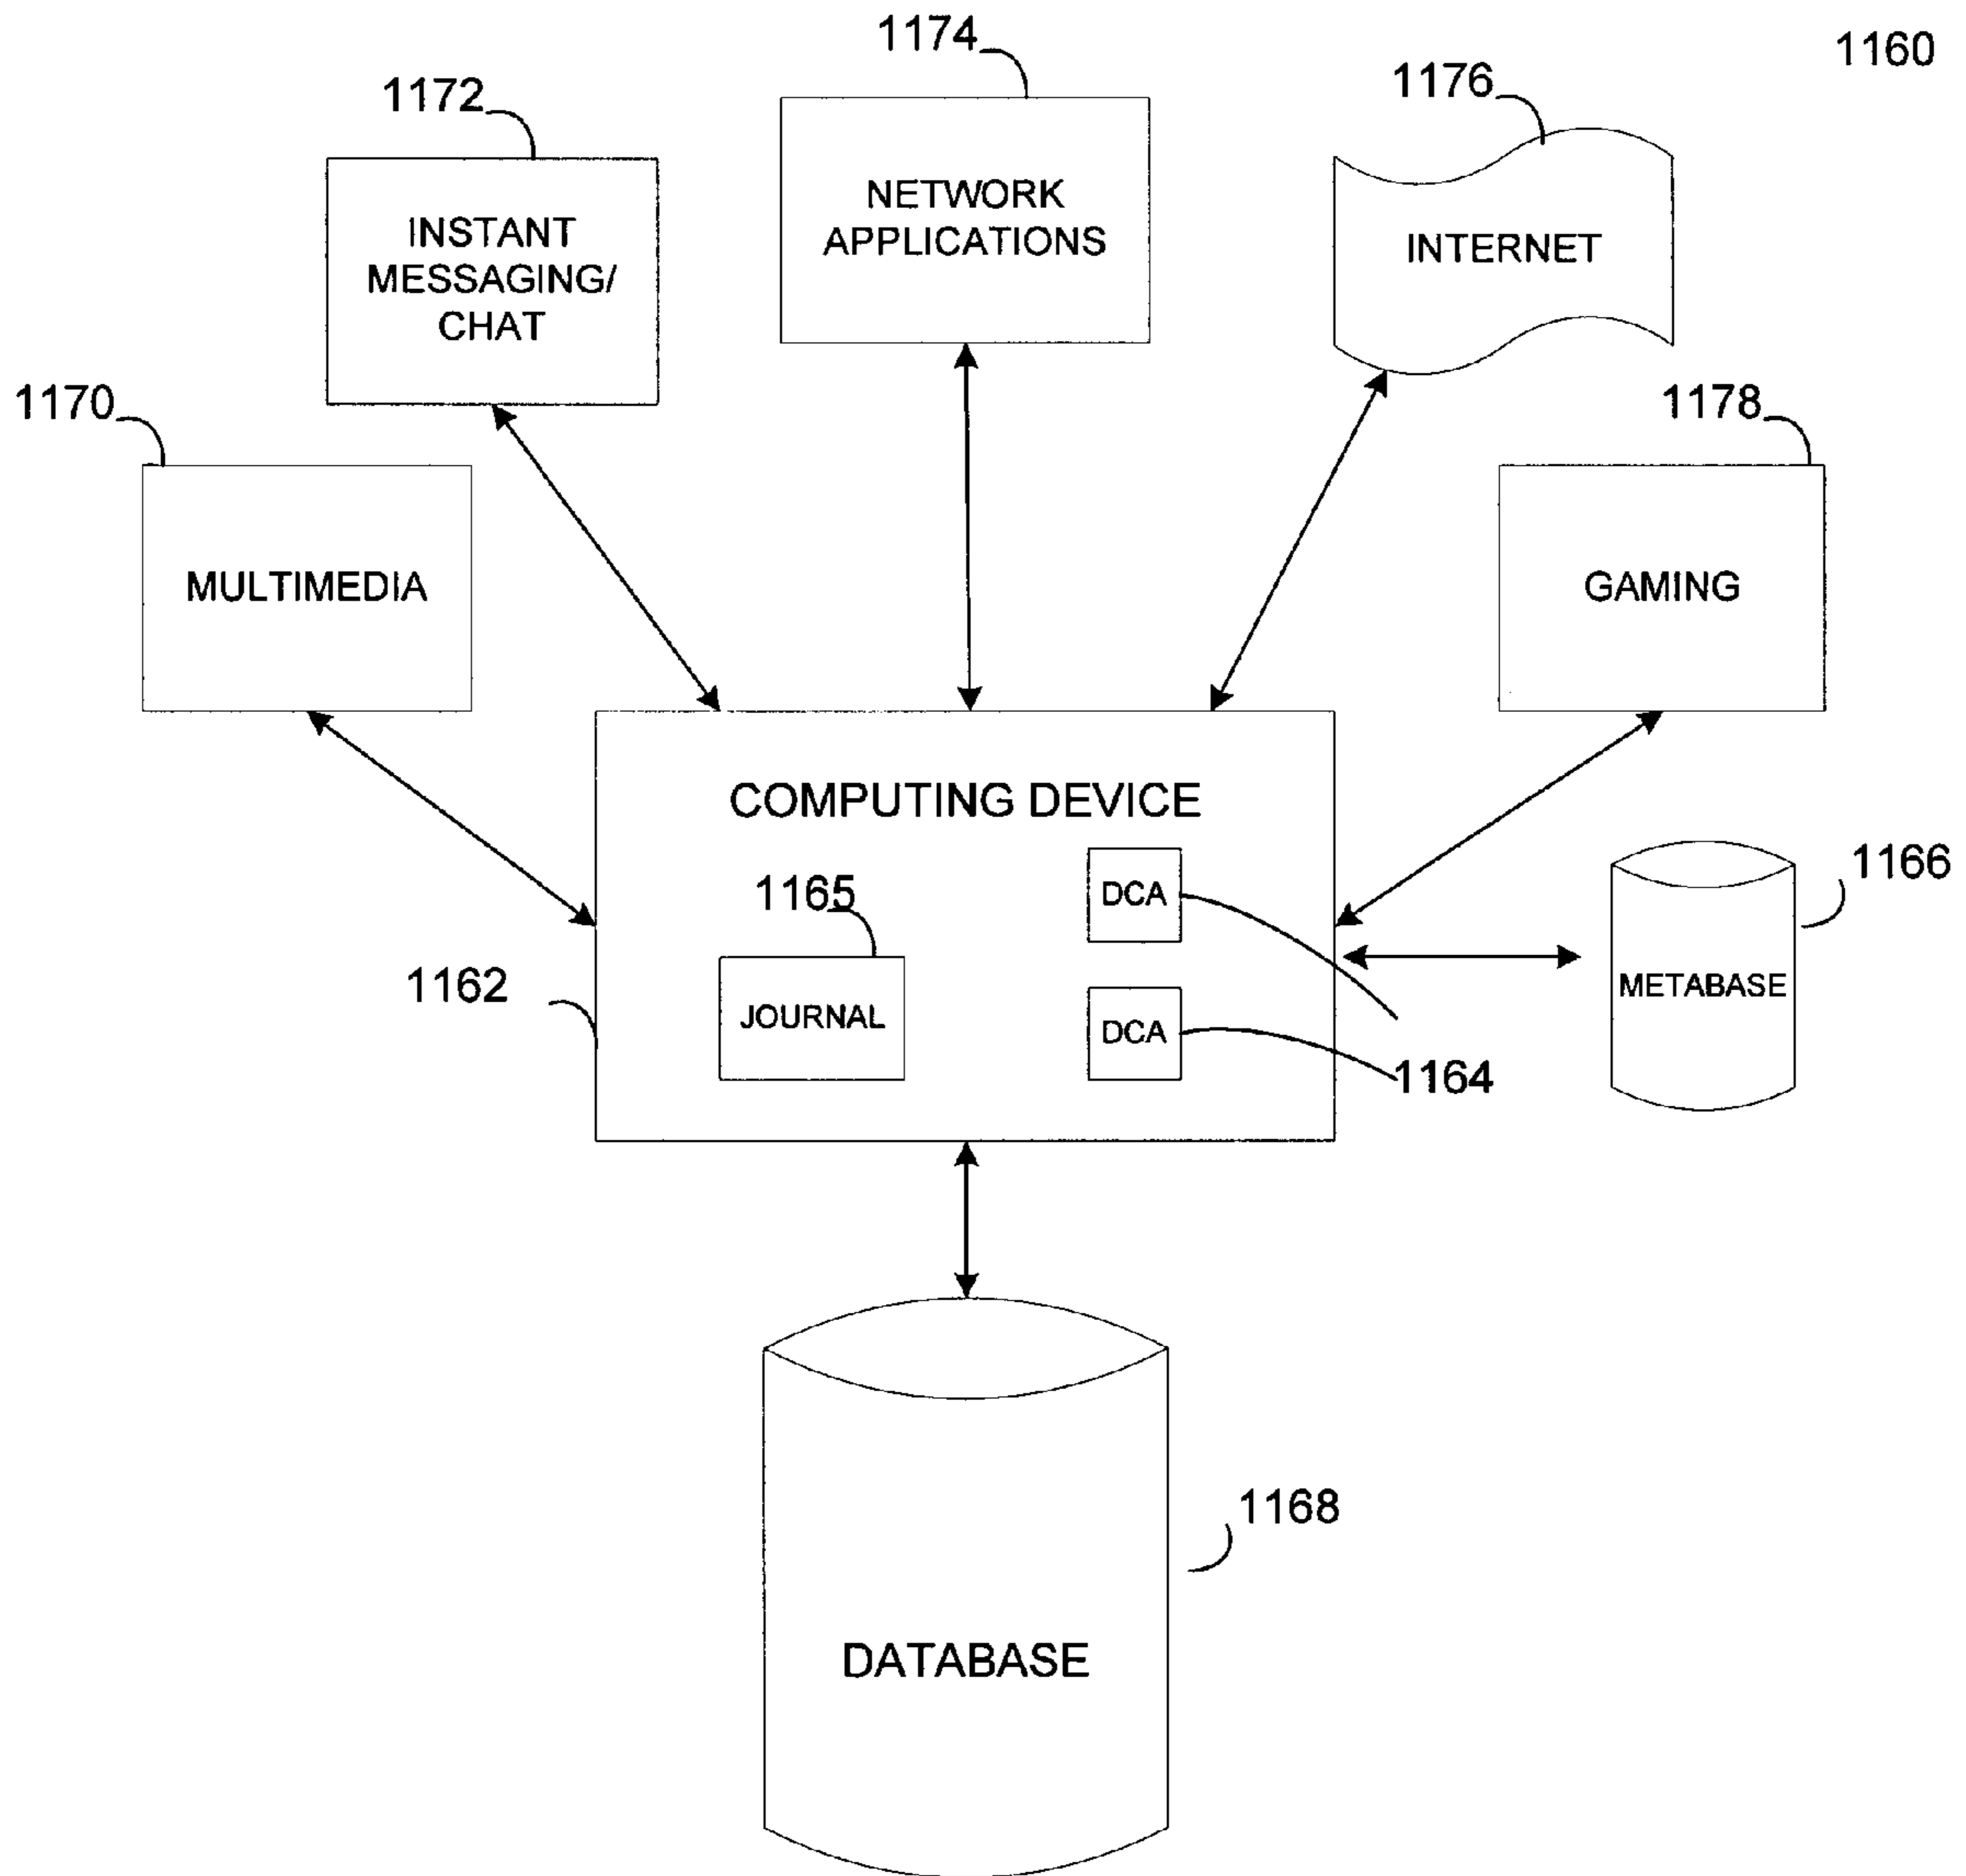 1174
1160
1172
1176
NETWORK
APPLICATIONS
INSTANT
MESSAGING/
CHAT
INTERNET
1170
1178
MULTIMEDIA
GAMING
COMPUTING DEVICE
1166
1165
DCA
1162
JOURNAL
DCA
METABASE
1164
1168
DATABASE